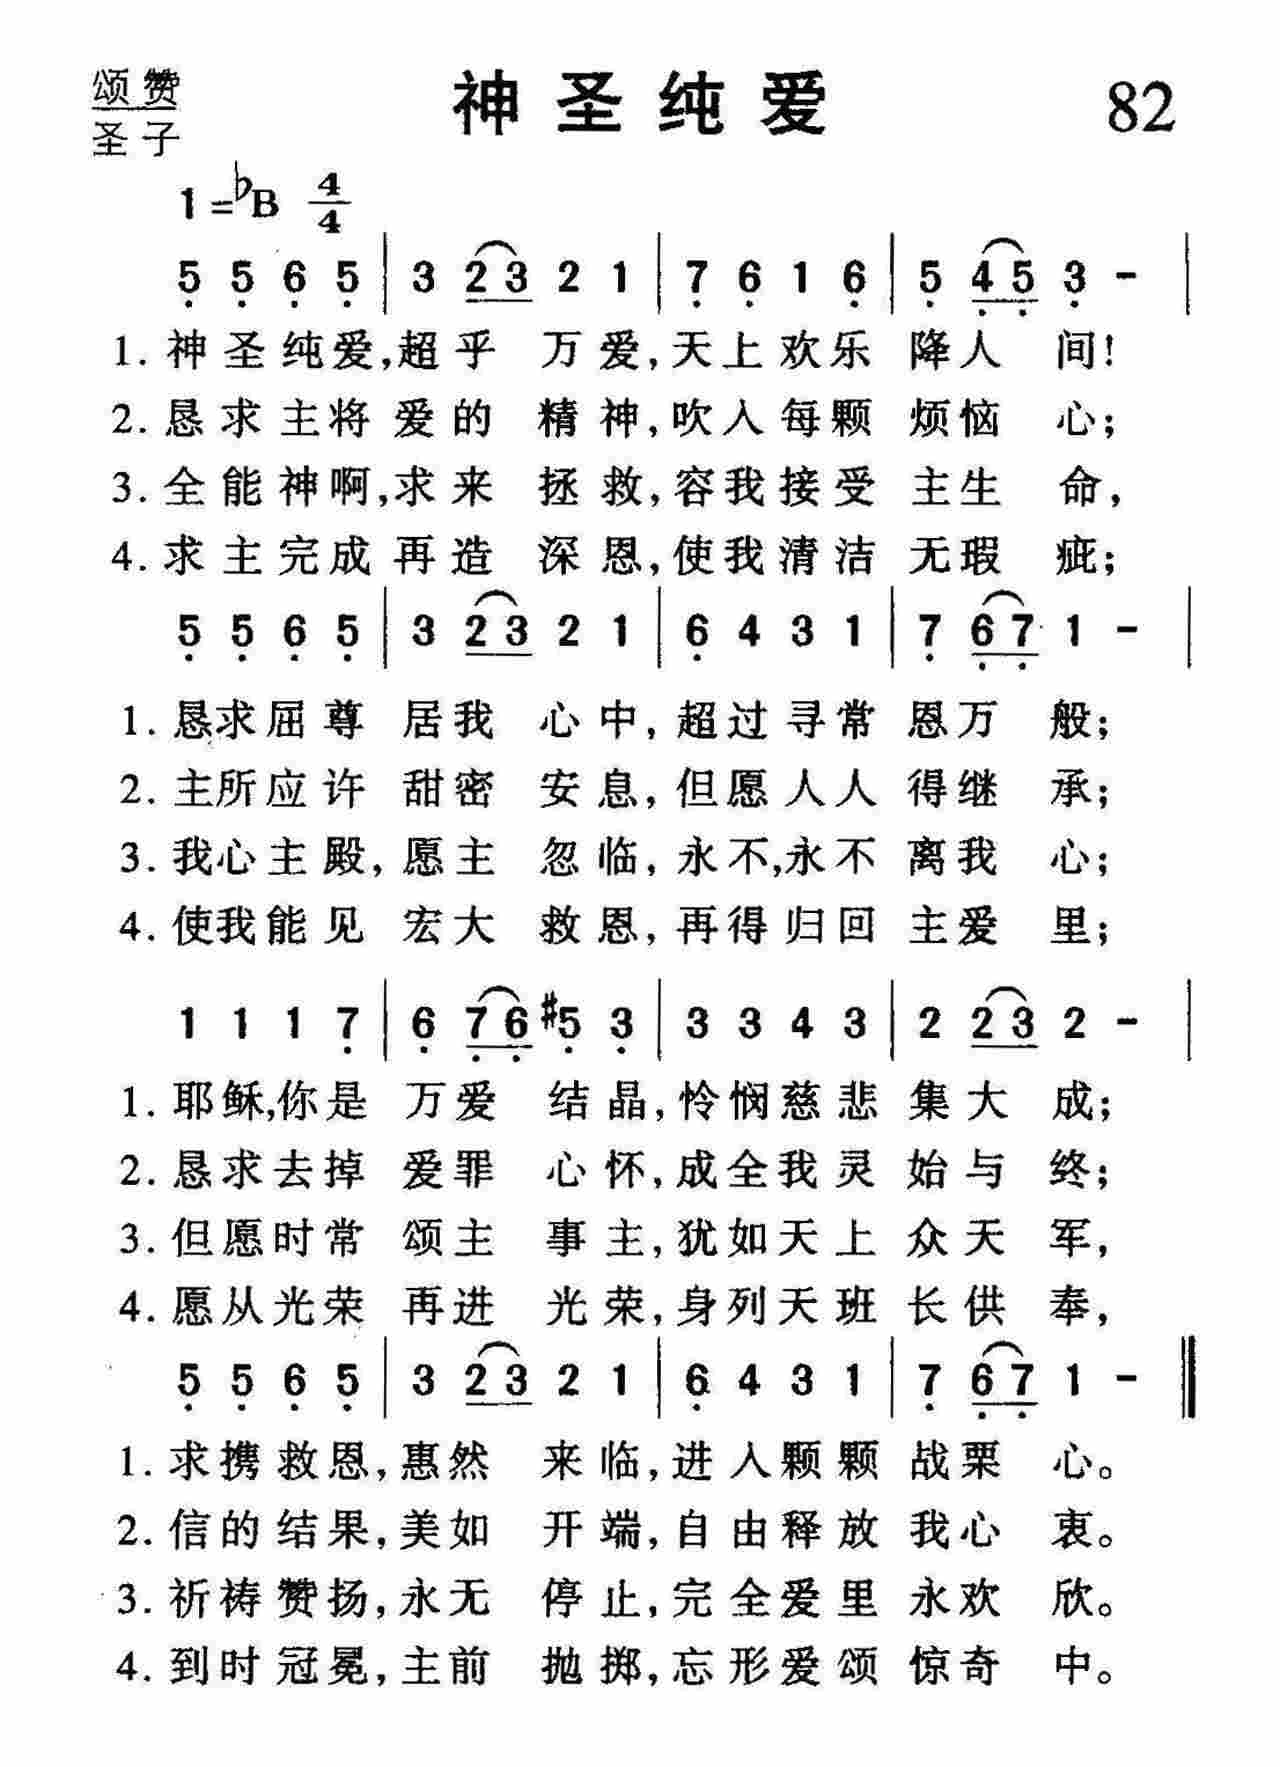 颂赞
圣子
神圣纯爱
82
1=♭B 4/4
5 5 6 5 | 3 2 3 2 1 | 7 6 1 6 | 5 4 5 3 - |
1. 神圣纯爱,超乎万爱,天上欢乐降人间!
2. 恳求主将爱的精神,吹入每颗烦恼心;
3. 全能神啊,求来拯救,容我接受主生命,
4. 求主完成再造深恩,使我清洁无瑕疵;
5 5 6 5 | 3 2 3 2 1 | 6 4 3 1 | 7 6 7 1 - |
1. 恳求屈尊居我心中,超过寻常恩万般;
2. 主所应许甜密安息,但愿人人得继承;
3. 我心主殿,愿主忽临,永不,永不离我心;
4. 使我能见宏大救恩,再得归回主爱里;
1 1 1 7 | 6 7 6 #5 3 | 3 3 4 3 | 2 2 3 2 - |
1. 耶稣,你是万爱结晶,怜悯慈悲集大成;
2. 恳求去掉爱罪心怀,成全我灵始与终;
3. 但愿时常颂主事主,犹如天上众天军,
4. 愿从光荣再进光荣,身列天班长供奉,
5 5 6 5 | 3 2 3 2 1 | 6 4 3 1 | 7 6 7 1 - ‖
1. 求携救恩,惠然来临,进入颗颗战栗心。
2. 信的结果,美如开端,自由释放我心衷。
3. 祈祷赞扬,永无停止,完全爱里永欢欣。
4. 到时冠冕,主前抛掷,忘形爱颂惊奇中。